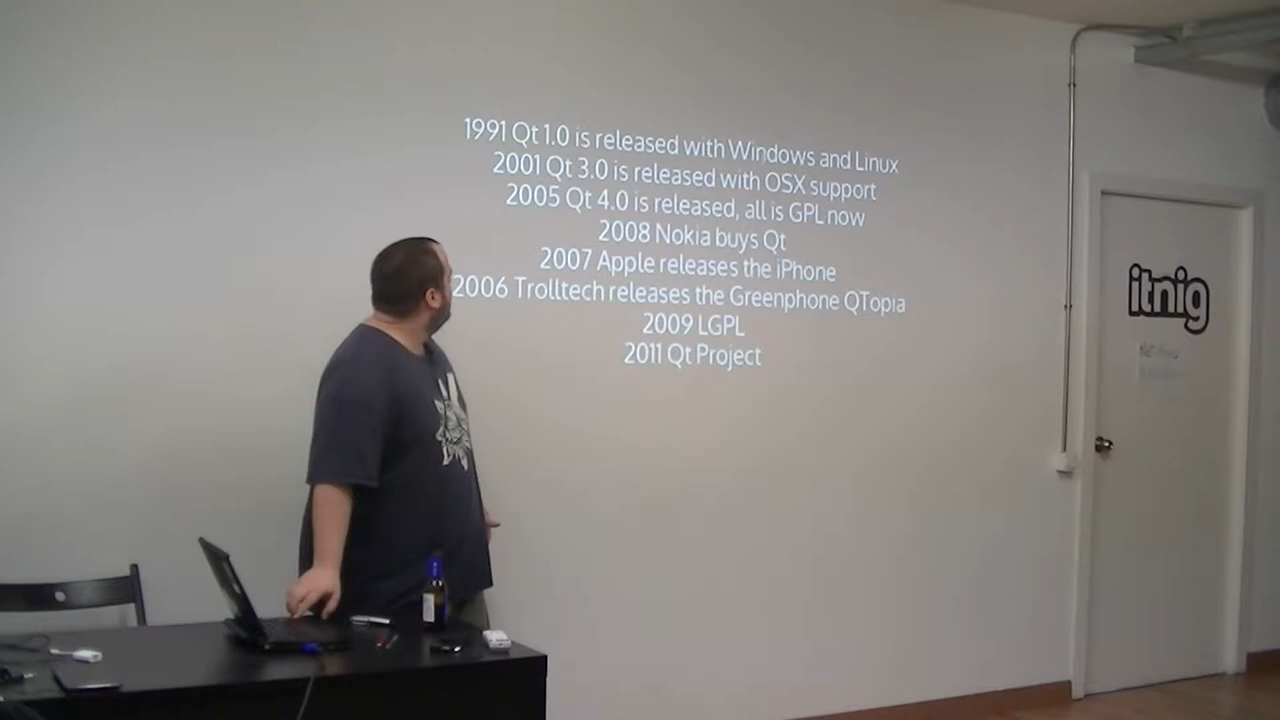 1991 Qt 1.0 is released with Windows and Linux
2001 Qt 3.0 is released with OSX support
2005 Qt 4.0 is released, all is GPL now
2008 Nokia buys Qt
2007 Apple releases the iPhone
2006 Trolltech releases the Greenphone QTopia
2009 LGPL
2011 Qt Project
itnig